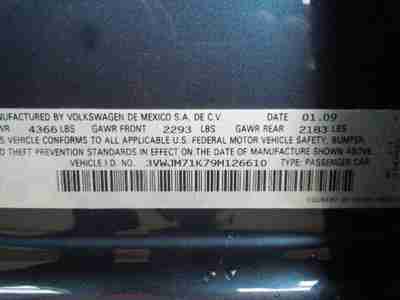 MANUFACTURED BY VOLKSWAGEN DE MEXICO S.A. DE C.V. DATE 01.09
4366 LBS GAWR FRONT 2293 LBS GAWR REAR 2183 LBS
VEHICLE CONFORMS TO ALL APPLICABLE U.S. FEDERAL MOTOR VEHICLE SAFETY, BUMPER,
THEFT PREVENTION STANDARDS IN EFFECT ON THE DATE OF MANUFACTURE SHOWN ABOVE.
VEHICLE I D NO. 3VWJM71K79M126610 TYPE: PASSENGER CAR